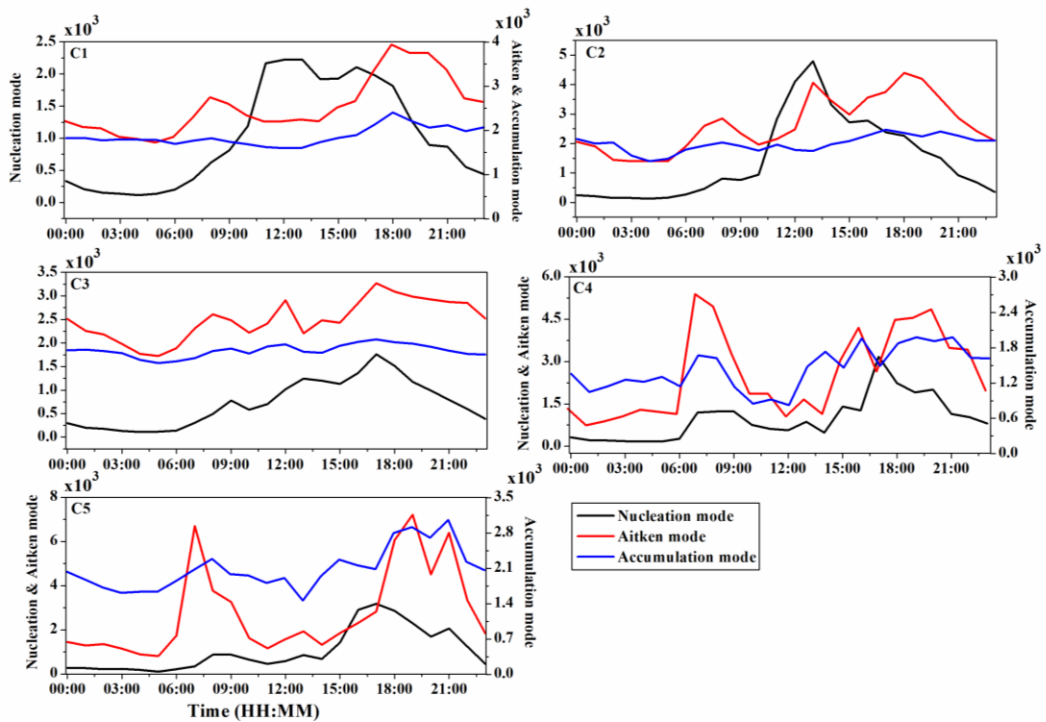 x10³
x10³
C1
Nucleation mode
2.5
2.0
1.5
1.0
0.5
0.0
4
3
2
1
0
Aitken & Accumulation mode
00:00 03:00 06:00 09:00 12:00 15:00 18:00 21:00
x10³
C2
5
4
3
2
1
0
00:00 03:00 06:00 09:00 12:00 15:00 18:00 21:00
x10³
C3
3.5
3.0
2.5
2.0
1.5
1.0
0.5
0.0
00:00 03:00 06:00 09:00 12:00 15:00 18:00 21:00
x10³
x10³
C4
Nucleation & Aitken mode
6.0
4.5
3.0
1.5
0.0
3.0
2.4
1.8
1.2
0.6
0.0
Accumulation mode
00:00 03:00 06:00 09:00 12:00 15:00 18:00 21:00
x10³
x10³
C5
Nucleation & Aitken mode
8
6
4
2
0
3.5
2.8
2.1
1.4
0.7
0.0
Accumulation mode
00:00 03:00 06:00 09:00 12:00 15:00 18:00 21:00
Time (HH:MM)
Nucleation mode
Aitken mode
Accumulation mode